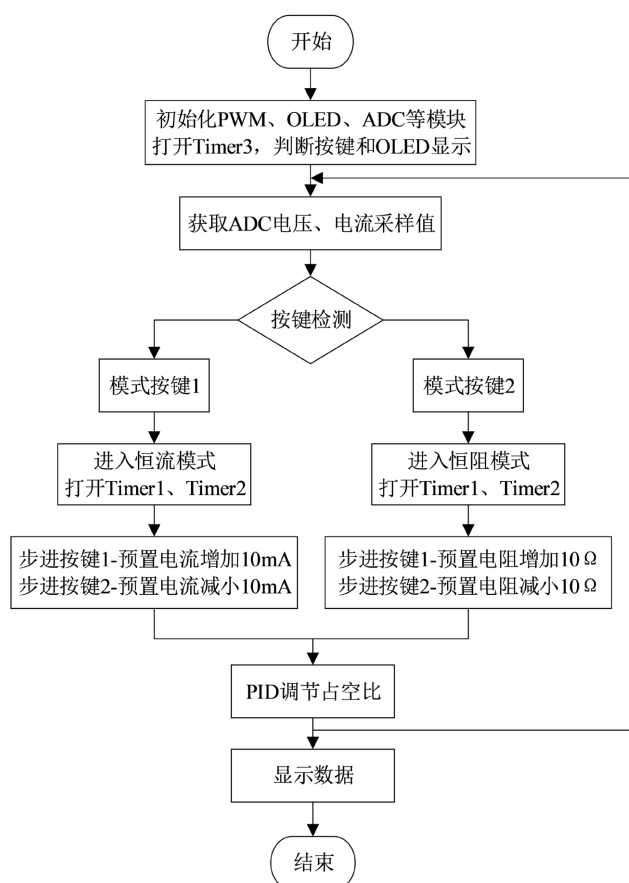 开始
初始化PWM、OLED、ADC等模块
打开Timer3，判断按键和OLED显示
获取ADC电压、电流采样值
按键检测
模式按键1
模式按键2
进入恒流模式
打开Timer1、Timer2
进入恒阻模式
打开Timer1、Timer2
步进按键1-预置电流增加10mA
步进按键2-预置电流减小10mA
步进按键1-预置电阻增加10Ω
步进按键2-预置电阻减小10Ω
PID调节占空比
显示数据
结束